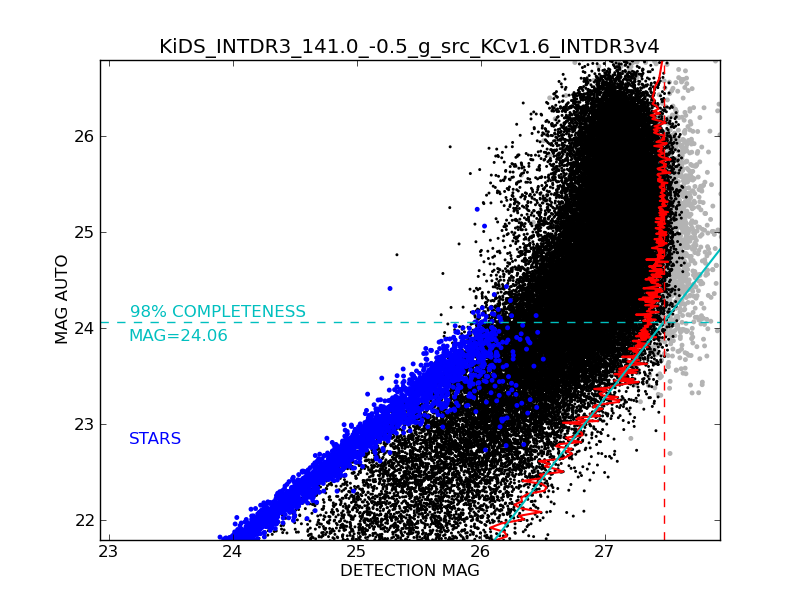 KiDS_INTDR3_141.0_-0.5_g_src_KCv1.6_INTDR3v4
26
25
24
23
22
MAG AUTO
98% COMPLETENESS
MAG=24.06
STARS
23
24
25
26
27
DETECTION MAG